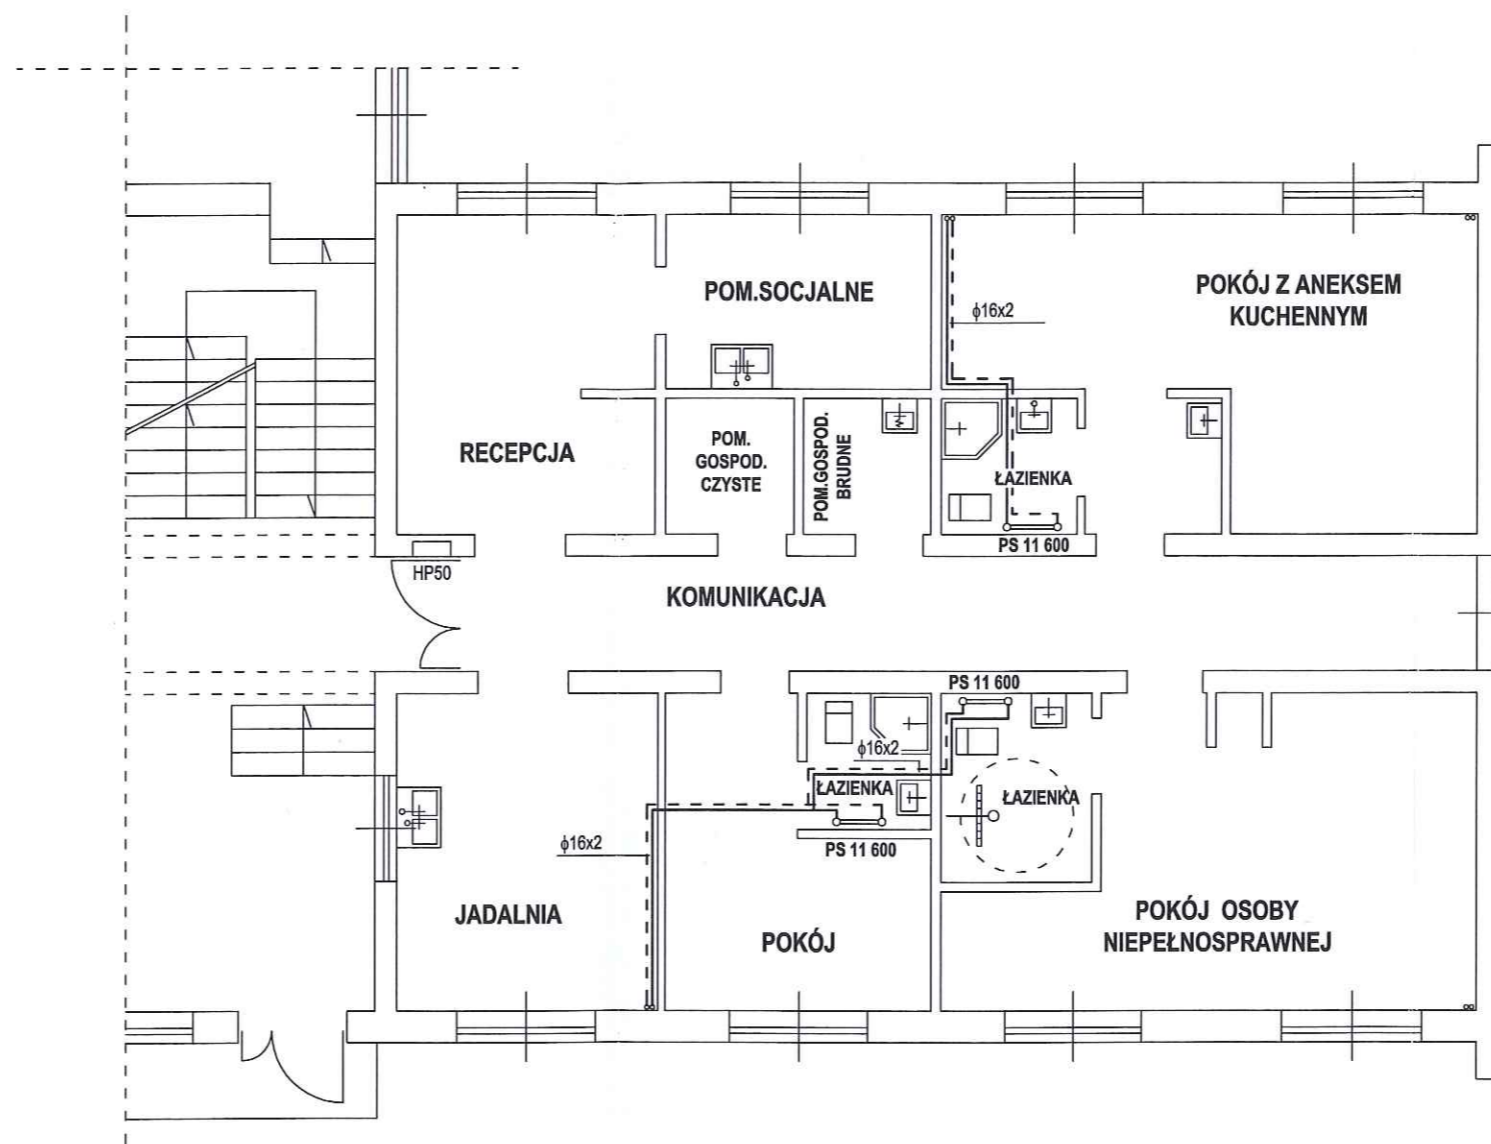 POM.SOCJALNE
POKÓJ Z ANEKSEM
KUCHENNYM
ϕ16x2
RECEPCJA
POM.
GOSPOD.
CZYSTE
POM.GOSPOD.
BRUDNE
ŁAZIENKA
PS 11 600
HP50
KOMUNIKACJA
PS 11 600
ϕ16x2
ŁAZIENKA
ŁAZIENKA
ϕ16x2
PS 11 600
JADALNIA
POKÓJ
POKÓJ OSOBY
NIEPEŁNOSPRAWNEJ